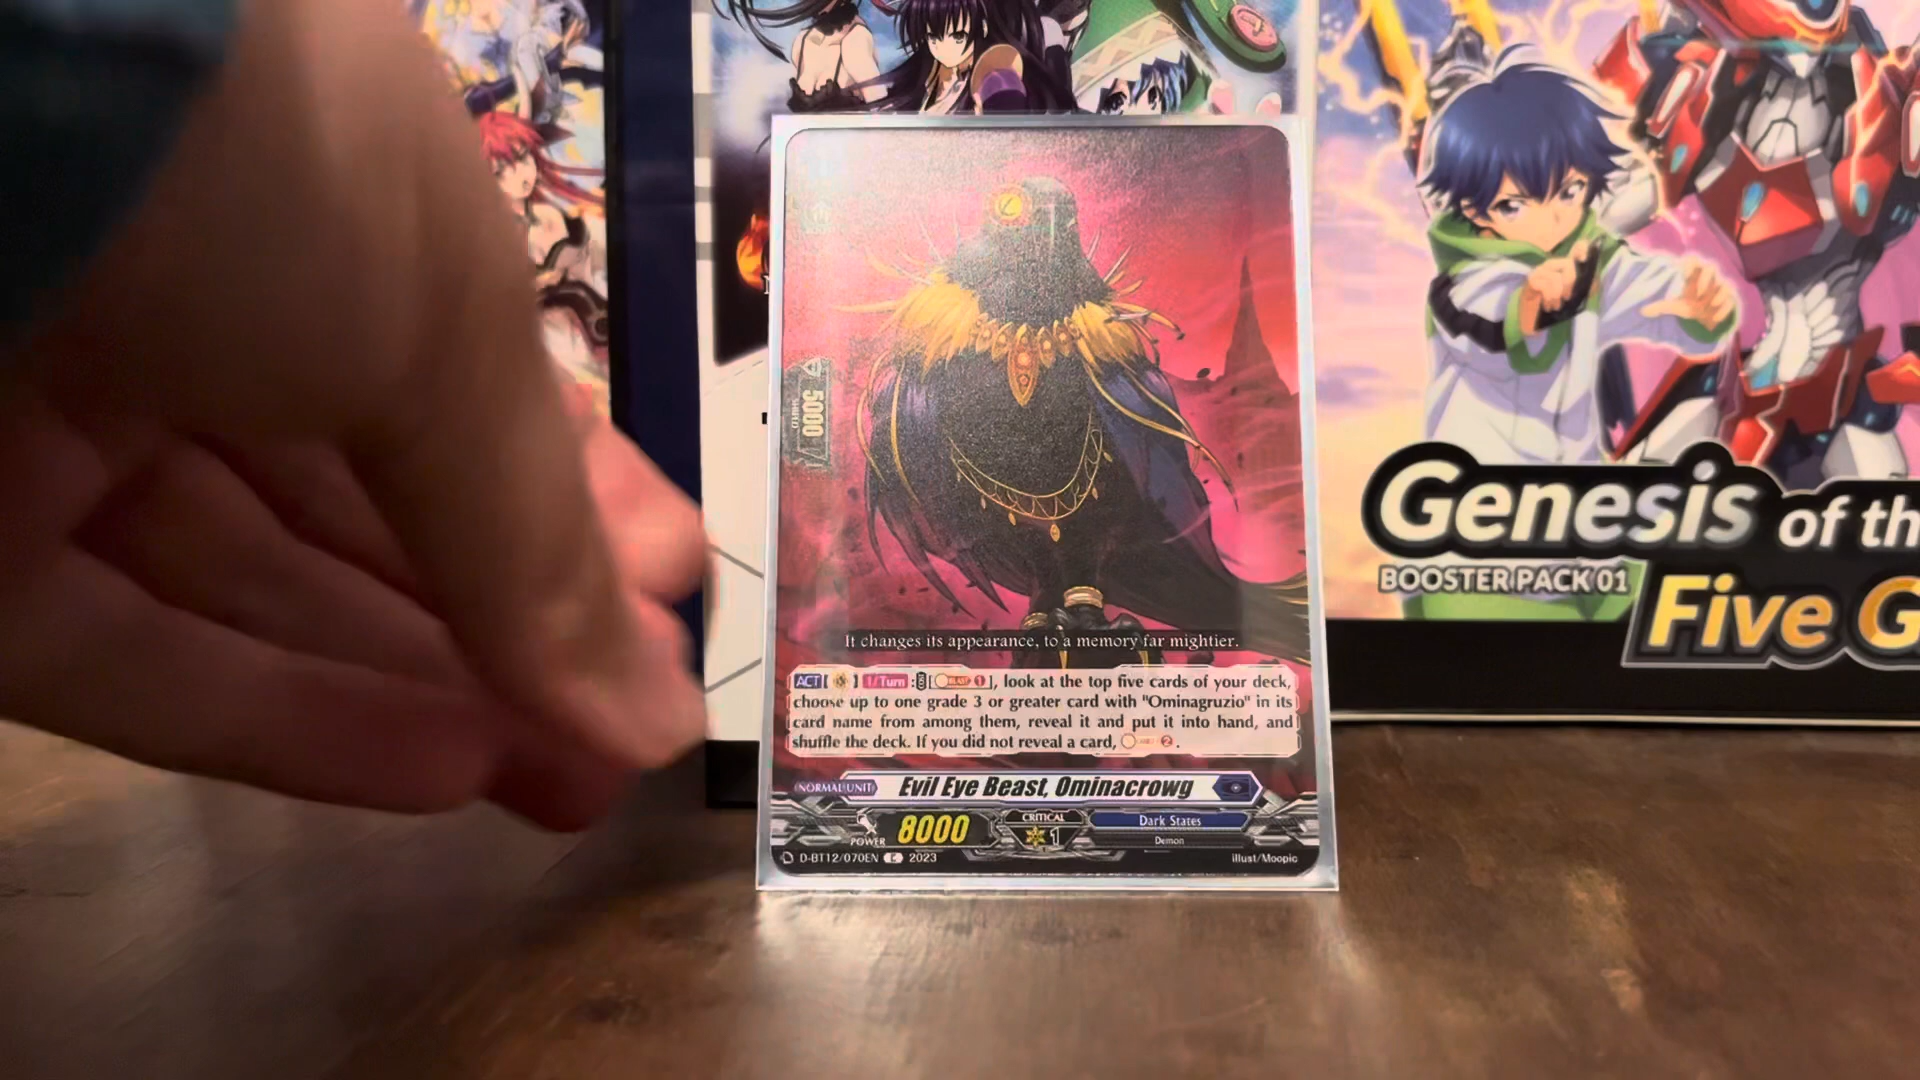 5000
SHIELD
It changes its appearance, to a memory far mightier.
ACT[ ] 1/Turn :COST[ BLAST 1], look at the top five cards of your deck,
choose up to one grade 3 or greater card with "Ominagruzio" in its
card name from among them, reveal it and put it into hand, and
shuffle the deck. If you did not reveal a card, 2.
NORMAL UNIT
Evil Eye Beast, Ominacrowg
POWER
8000
CRITICAL
1
Dark States
Demon
D-BT12/070EN C 2023
illust/Moopic
Genesis of th
BOOSTER PACK 01
Five G